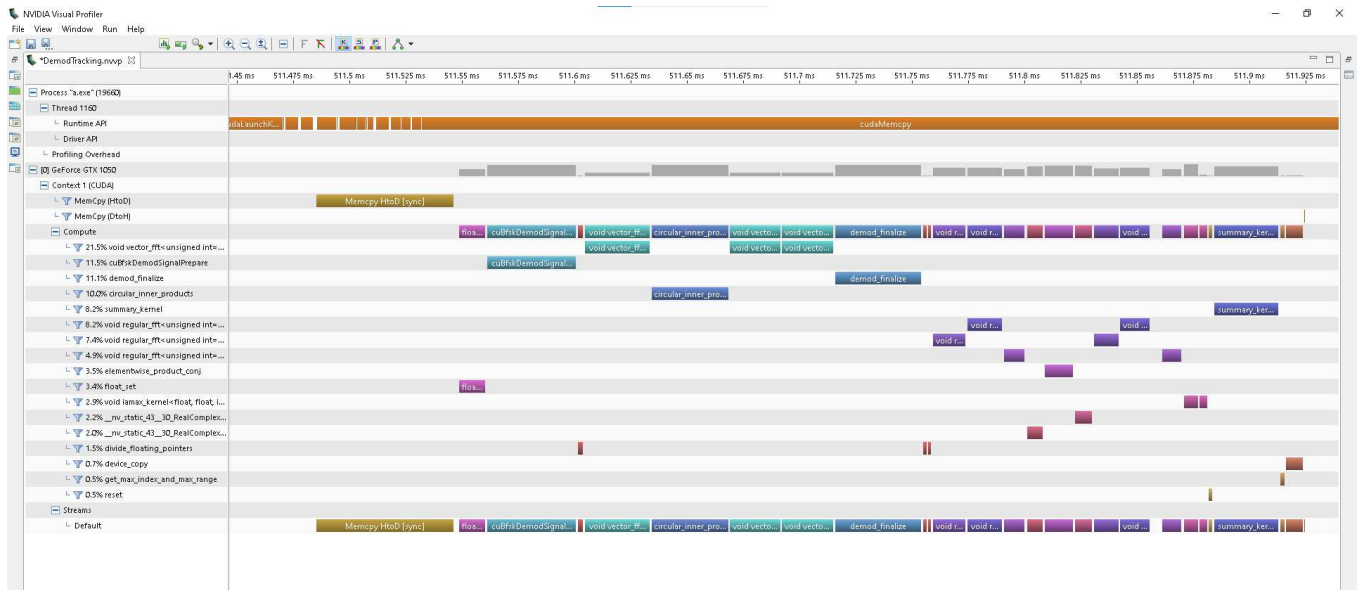 NVIDIA Visual Profiler
File View Window Run Help
*DemodTracking.nvvp
1.45 ms 511.475 ms 511.5 ms 511.525 ms 511.55 ms 511.575 ms 511.6 ms 511.625 ms 511.65 ms 511.675 ms 511.7 ms 511.725 ms 511.75 ms 511.775 ms 511.8 ms 511.825 ms 511.85 ms 511.875 ms 511.9 ms 511.925 ms
Process "a.exe" (19660)
Thread 1160
Runtime API
udaLaunchK... cudaMemcpy
Driver API
Profiling Overhead
[0] GeForce GTX 1050
Context 1 (CUDA)
MemCpy (HtoD) Memcpy HtoD [sync]
MemCpy (DtoH)
Compute floa... cuBfskDemodSignal... void vector_ff... circular_inner_pro... void vecto... void vecto... demod_finalize void r... void r... void ... summary_ker...
21.5% void vector_fft<unsigned int=... void vector_ff... void vecto... void vecto...
11.5% cuBfskDemodSignalPrepare cuBfskDemodSignal...
11.1% demod_finalize demod_finalize
10.0% circular_inner_products circular_inner_pro...
8.2% summary_kernel summary_ker...
8.2% void regular_fft<unsigned int=... void r... void ...
7.4% void regular_fft<unsigned int=... void r...
4.9% void regular_fft<unsigned int=...
3.5% elementwise_product_conj
3.4% float_set floa...
2.9% void iamax_kernel<float, float, i...
2.2% __nv_static_43__30_RealComplex...
2.0% __nv_static_43__30_RealComplex...
1.5% divide_floating_pointers
0.7% device_copy
0.5% get_max_index_and_max_range
0.5% reset
Streams
Default Memcpy HtoD [sync] floa... cuBfskDemodSignal... void vector_ff... circular_inner_pro... void vecto... void vecto... demod_finalize void r... void r... void ... summary_ker...